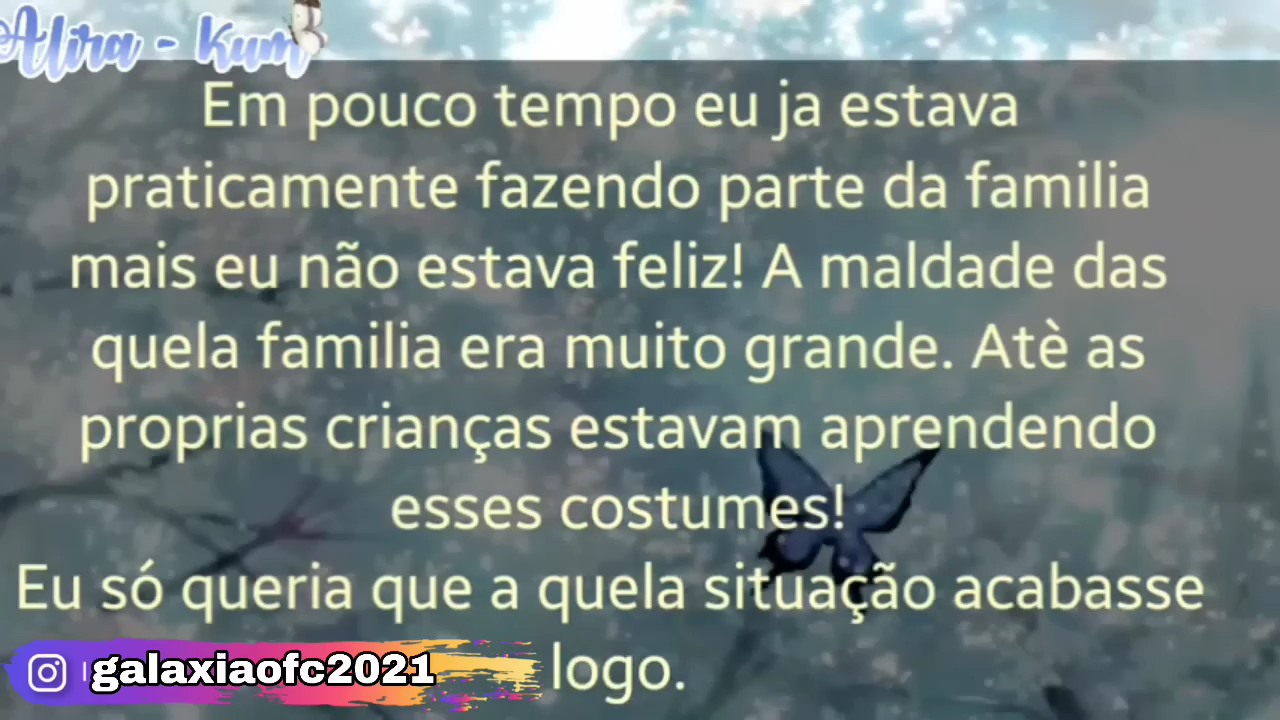 Alira - Kum
Em pouco tempo eu ja estava
praticamente fazendo parte da familia
mais eu não estava feliz! A maldade das
quela familia era muito grande. Atè as
proprias crianças estavam aprendendo
esses costumes!
Eu só queria que a quela situação acabasse
logo.
galaxiaofc2021